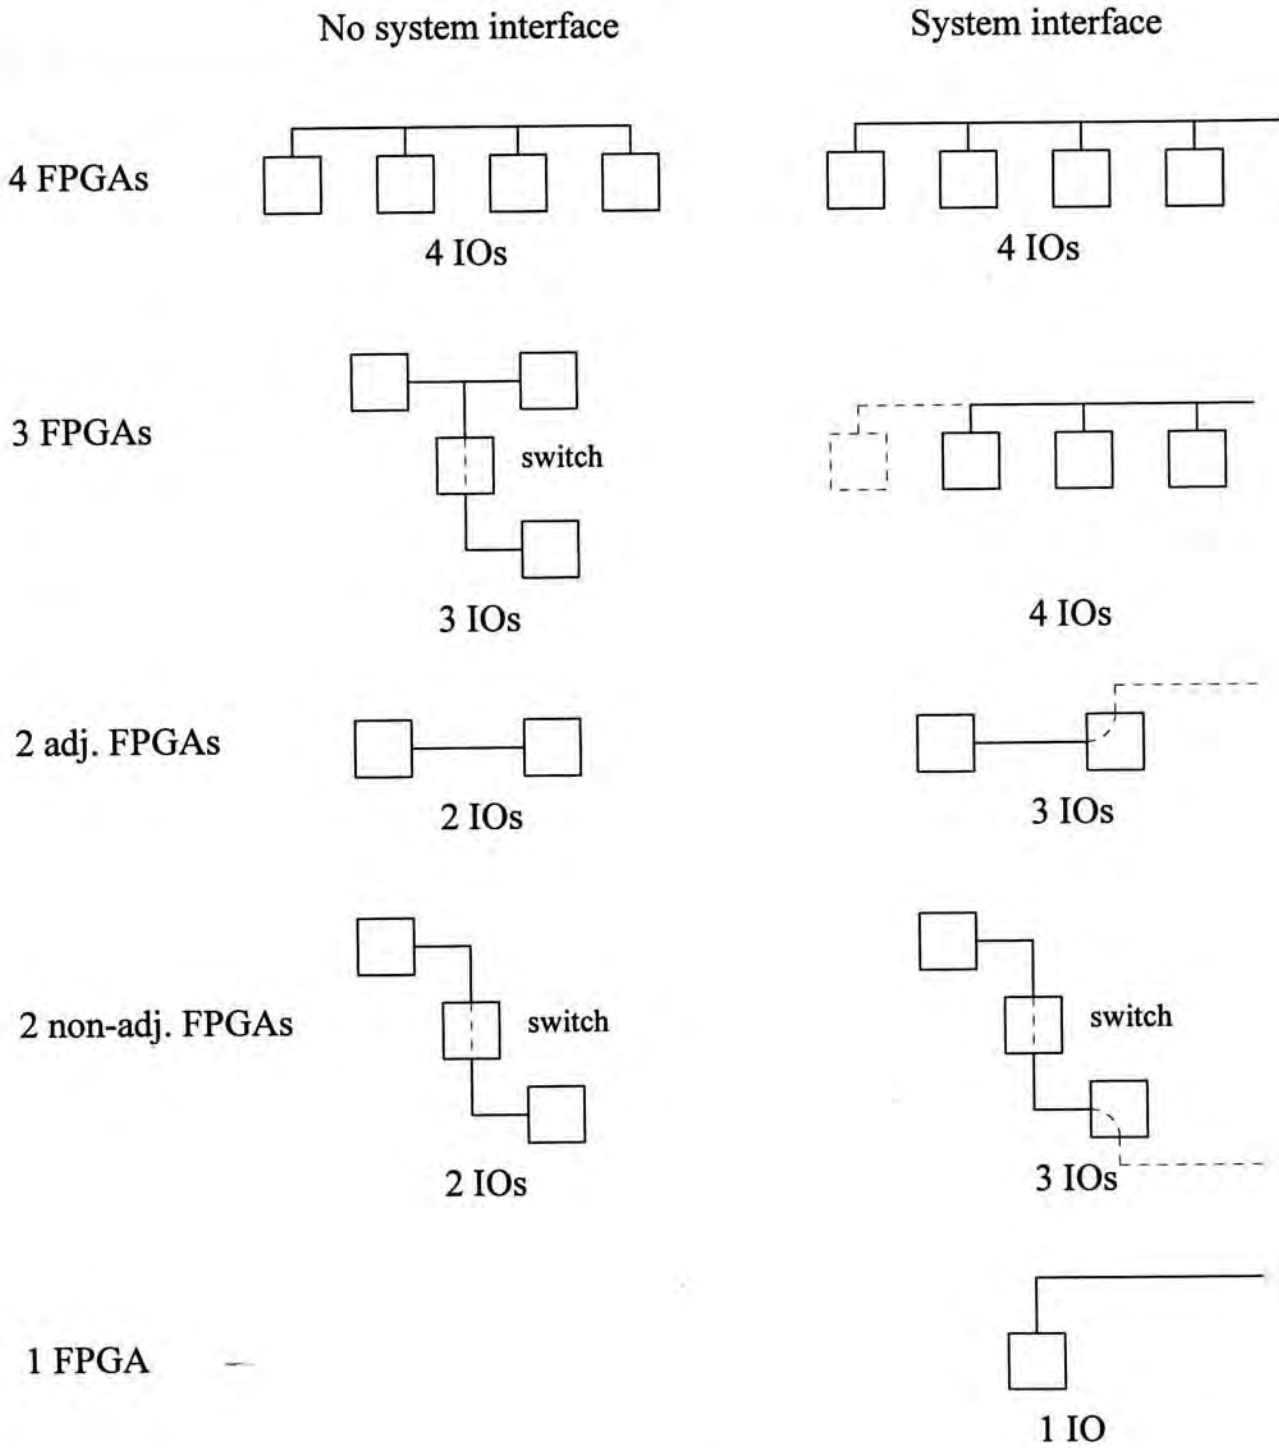 No system interface
System interface
4 FPGAs
4 IOs
4 IOs
3 FPGAs
switch
3 IOs
4 IOs
2 adj. FPGAs
2 IOs
3 IOs
2 non-adj. FPGAs
switch
switch
2 IOs
3 IOs
1 FPGA
1 IO